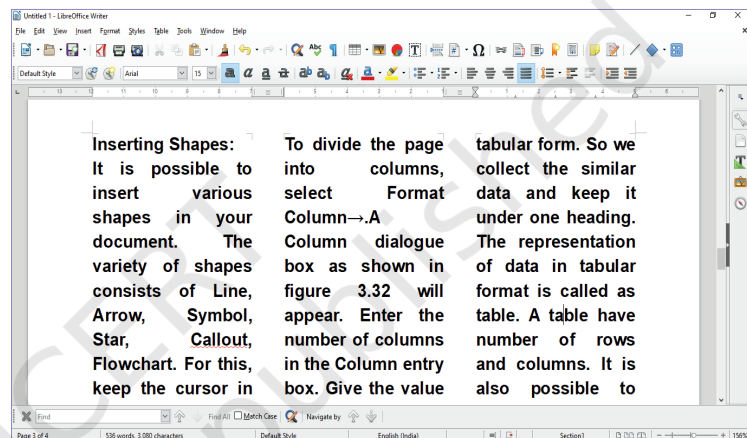 Untitled 1 - LibreOffice Writer
File Edit View Insert Format Styles Table Form Tools Window Help
Default Style Arial 15
Inserting Shapes:
It is possible to
insert various
shapes in your
document. The
variety of shapes
consists of Line,
Arrow, Symbol,
Star, Callout,
Flowchart. For this,
keep the cursor in
To divide the page
into columns,
select Format
Column→.A
Column dialogue
box as shown in
figure 3.32 will
appear. Enter the
number of columns
in the Column entry
box. Give the value
tabular form. So we
collect the similar
data and keep it
under one heading.
The representation
of data in tabular
format is called as
table. A table have
number of rows
and columns. It is
also possible to
Find Find All Match Case Navigate by
Page 3 of 4 536 words, 3,080 characters Default Style English (India) Section1 156%